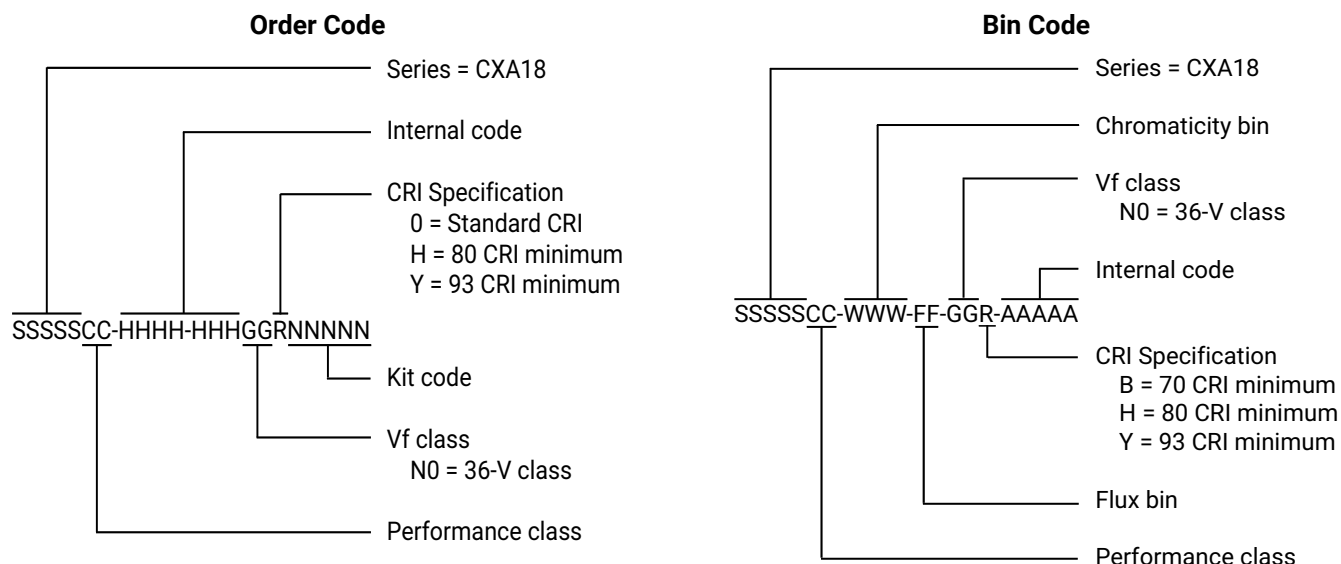 Order Code
Series = CXA18
Internal code
CRI Specification
0 = Standard CRI
H = 80 CRI minimum
Y = 93 CRI minimum
SSSSSCC-HHHH-HHHGGRNNNNN
Kit code
Vf class
N0 = 36-V class
Performance class
Bin Code
Series = CXA18
Chromaticity bin
Vf class
N0 = 36-V class
Internal code
SSSSSCC-WWW-FF-GGR-AAAAA
CRI Specification
B = 70 CRI minimum
H = 80 CRI minimum
Y = 93 CRI minimum
Flux bin
Performance class